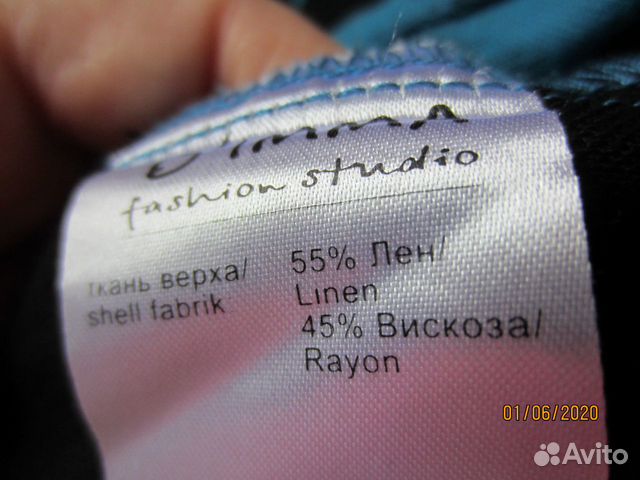 fashion studio
ткань верха/
shell fabrik
55% Лен/
Linen
45% Вискоза/
Rayon
01/06/2020
Avito